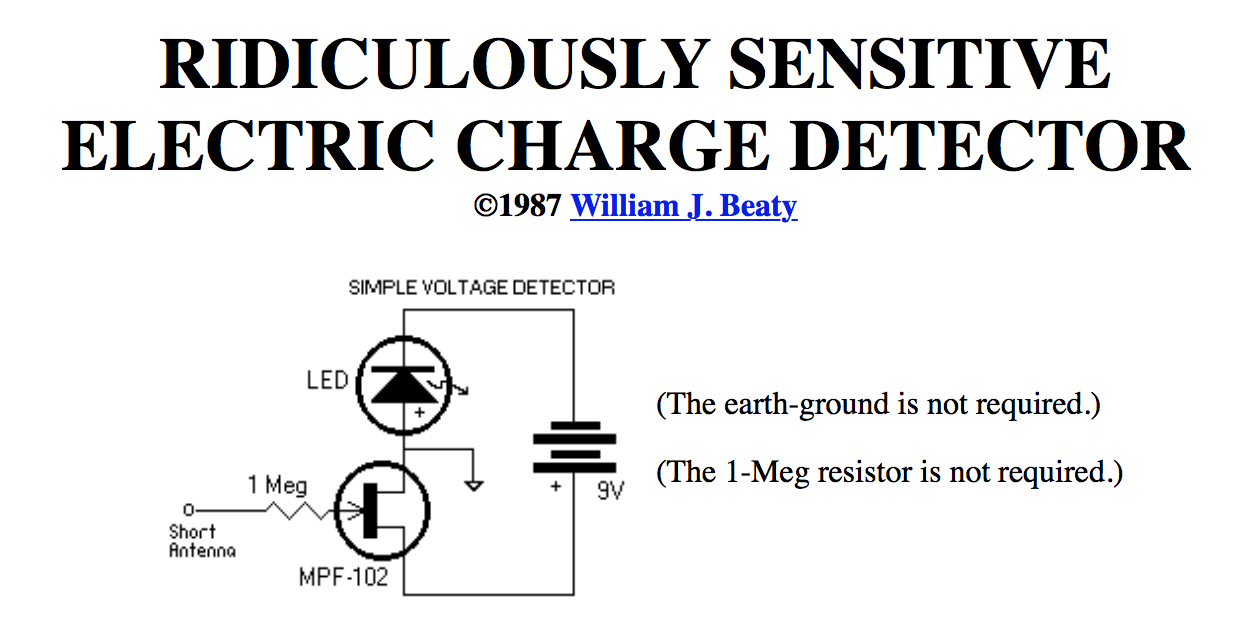 RIDICULOUSLY SENSITIVE
ELECTRIC CHARGE DETECTOR
©1987 William J. Beaty
SIMPLE VOLTAGE DETECTOR
LED
+
(The earth-ground is not required.)
1 Meg
+ 9V
(The 1-Meg resistor is not required.)
Short
Antenna
MPF-102